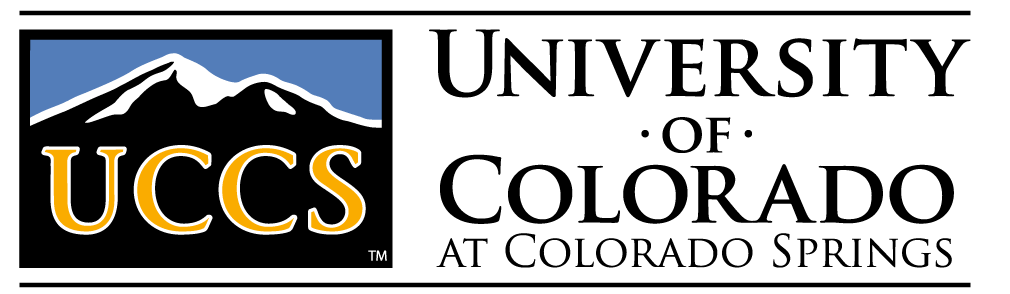 UCCS
TM
UNIVERSITY
· OF ·
COLORADO
AT COLORADO SPRINGS